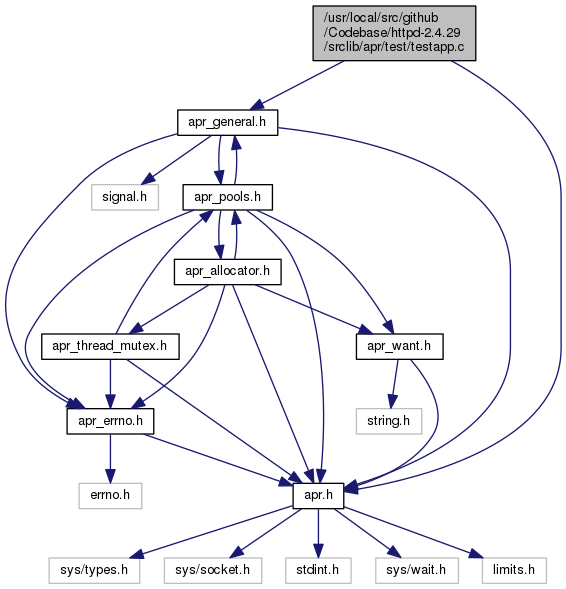 /usr/local/src/github
/Codebase/httpd-2.4.29
/srclib/apr/test/testapp.c
apr_general.h
signal.h
apr_pools.h
apr_allocator.h
apr_thread_mutex.h
apr_want.h
apr_errno.h
string.h
errno.h
apr.h
sys/types.h
sys/socket.h
stdint.h
sys/wait.h
limits.h